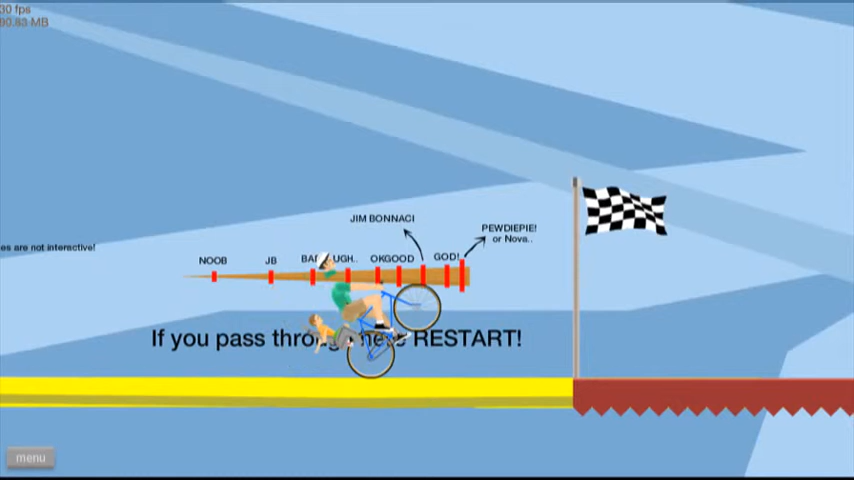 30 fps
90.83 MB
JIM BONNACI
PEWDIEPIE!
or Nova..
es are not interactive!
NOOB JB UGH.. OKGOOD GOD!
If you pass RESTART!
menu